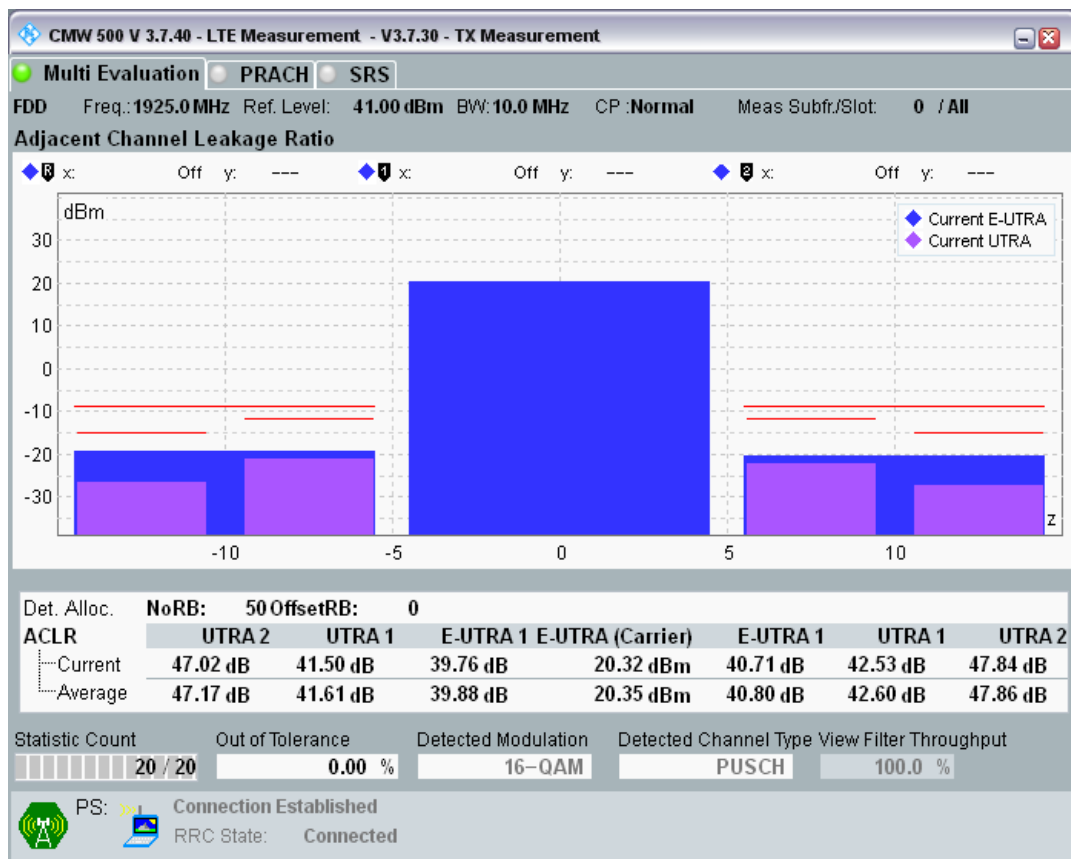 CMW 500 V 3.7.40 - LTE Measurement - V3.7.30 - TX Measurement
Multi Evaluation PRACH SRS
FDD Freq.:1925.0 MHz Ref. Level: 41.00 dBm BW:10.0 MHz CP :Normal Meas Subfr./Slot: 0 / All
Adjacent Channel Leakage Ratio
R x: Off y: --- 1 x: Off y: --- 2 x: Off y: ---
dBm
Current E-UTRA
Current UTRA
30
20
10
0
-10
-20
-30
z
-10 -5 0 5 10
Det. Alloc. NoRB: 50 OffsetRB: 0
ACLR UTRA 2 UTRA 1 E-UTRA 1 E-UTRA (Carrier) E-UTRA 1 UTRA 1 UTRA 2
Current 47.02 dB 41.50 dB 39.76 dB 20.32 dBm 40.71 dB 42.53 dB 47.84 dB
Average 47.17 dB 41.61 dB 39.88 dB 20.35 dBm 40.80 dB 42.60 dB 47.86 dB
Statistic Count Out of Tolerance Detected Modulation Detected Channel Type View Filter Throughput
20 / 20 0.00 % 16-QAM PUSCH 100.0 %
PS: Connection Established
RRC State: Connected